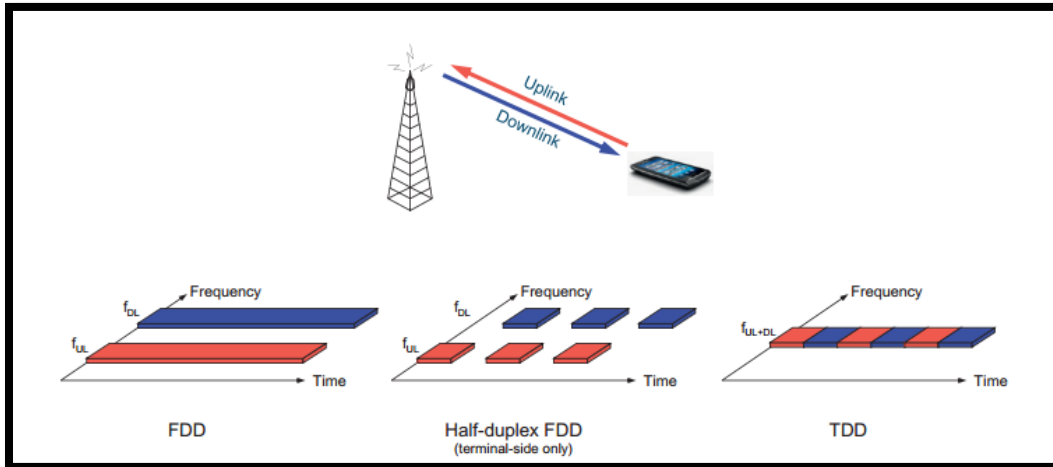 Uplink
Downlink
Frequency
fDL
fUL
Time
FDD
Frequency
fDL
fUL
Time
Half-duplex FDD
(terminal-side only)
Frequency
fUL+DL
Time
TDD